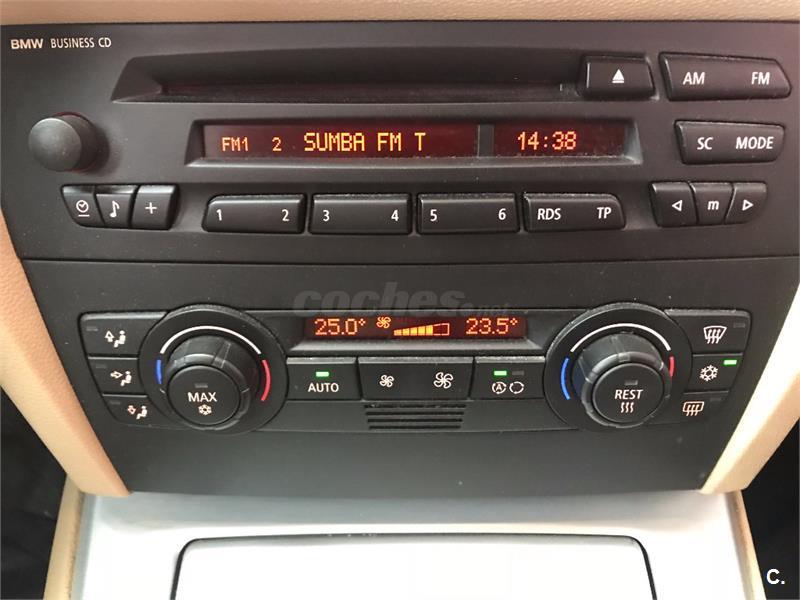 BMW BUSINESS CD
AM FM
FM1 2 SUMBA FM T 14:38
SC MODE
1 2 3 4 5 6 RDS TP m
coches.net
25.0° 23.5°
AUTO A
MAX
REST
C.